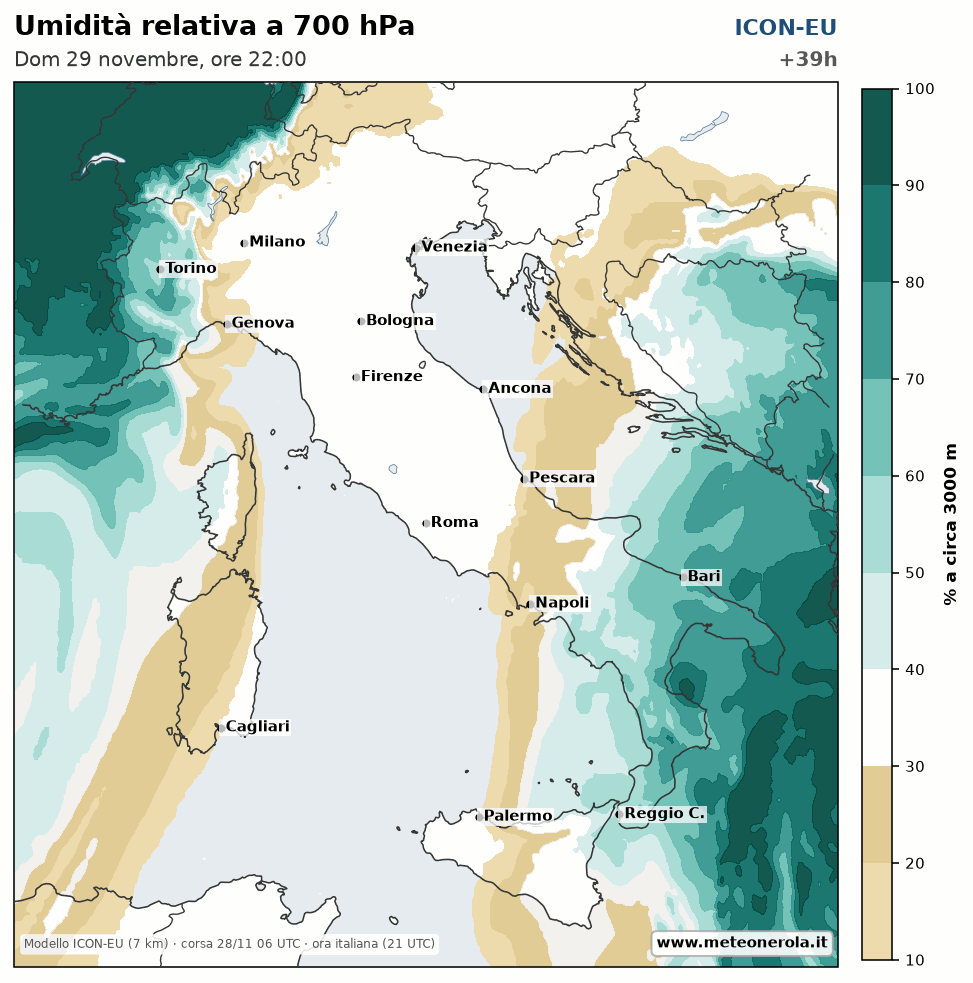 Umidità relativa a 700 hPa
ICON-EU
Dom 29 novembre, ore 22:00
+39h
100
90
80
70
60
50
40
30
20
10
% a circa 3000 m
Milano
Venezia
Torino
Genova
Bologna
Firenze
Ancona
Pescara
Roma
Bari
Napoli
Cagliari
Palermo
Reggio C.
Modello ICON-EU (7 km) · corsa 28/11 06 UTC · ora italiana (21 UTC)
www.meteonerola.it